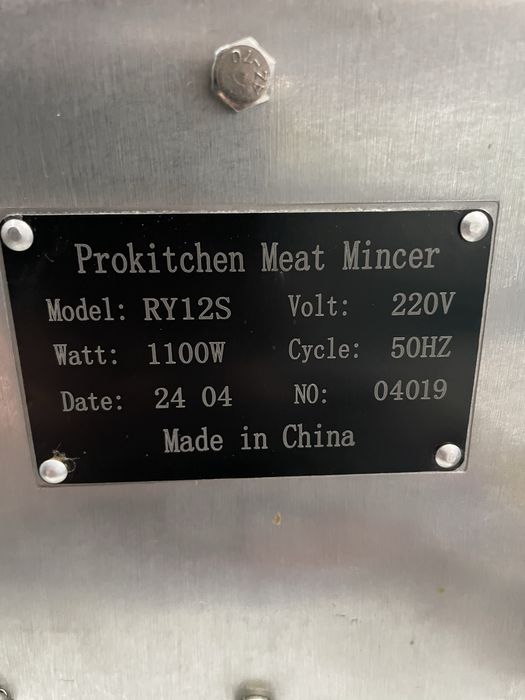 Prokitchen Meat Mincer
Model: RY12S Volt: 220V
Watt: 1100W Cycle: 50HZ
Date: 24 04 NO: 04019
Made in China